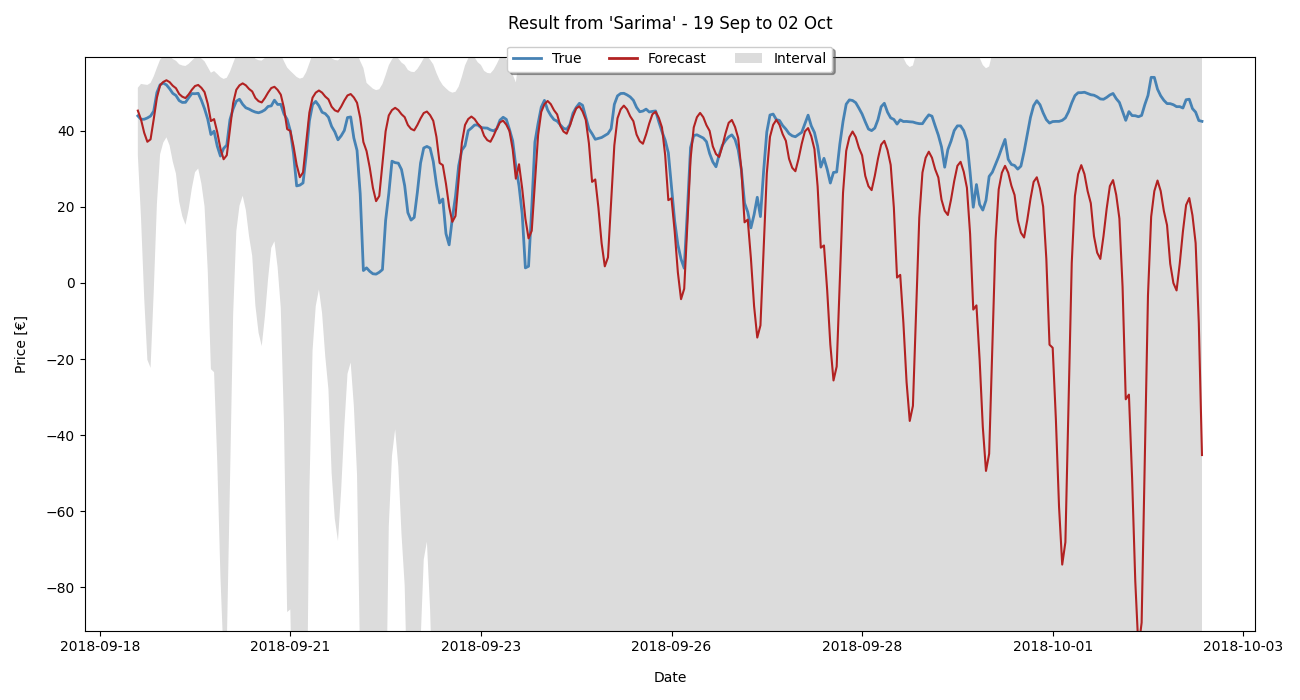 Result from 'Sarima' - 19 Sep to 02 Oct
True Forecast Interval
Price [€]
40
20
0
−20
−40
−60
−80
2018-09-18 2018-09-21 2018-09-23 2018-09-26 2018-09-28 2018-10-01 2018-10-03
Date